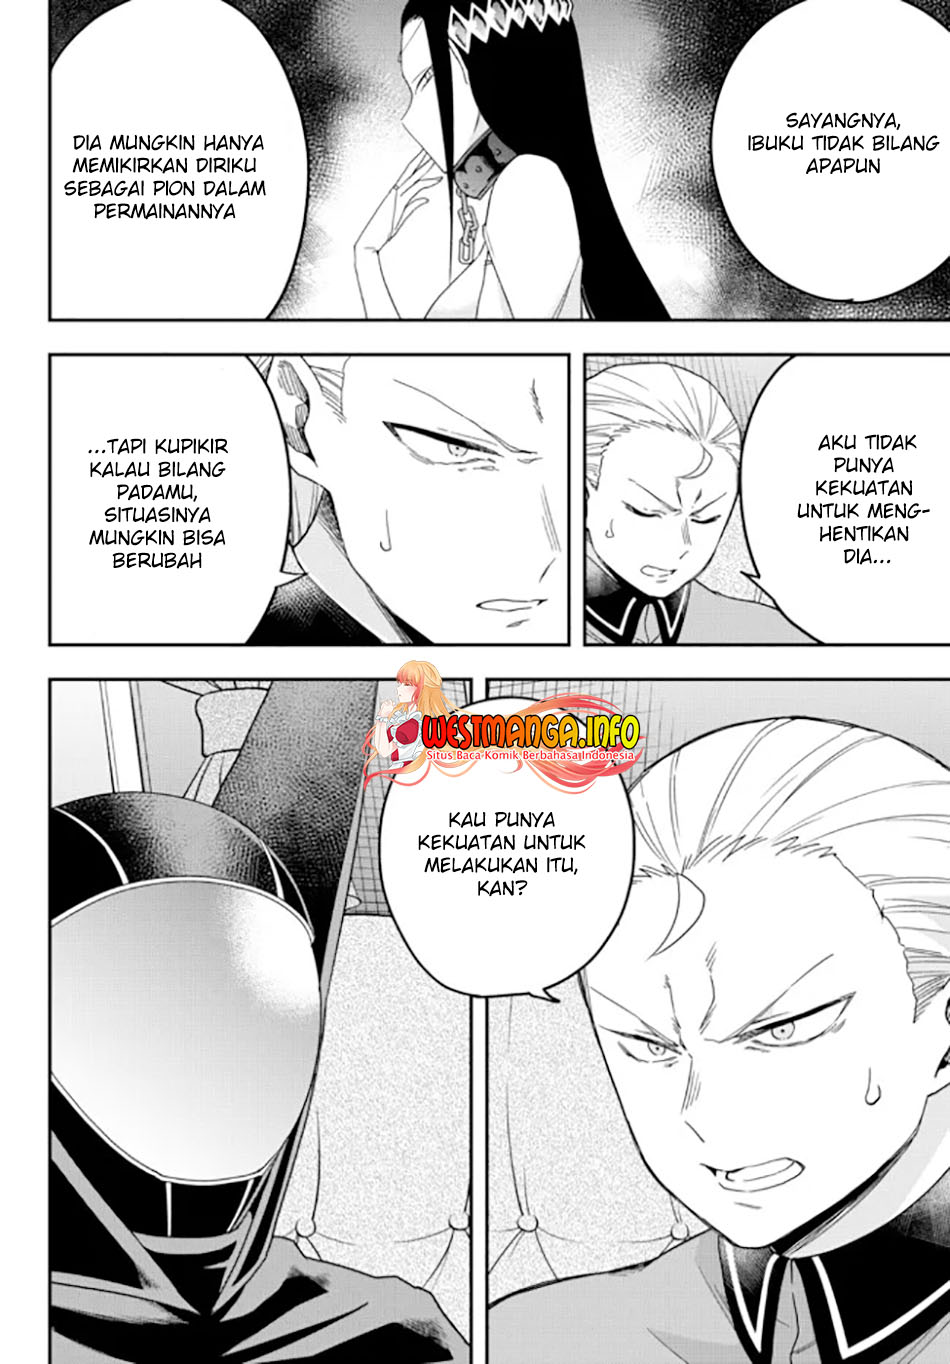 SAYANGNYA,
IBUKU TIDAK BILANG
APAPUN
DIA MUNGKIN HANYA
MEMIKIRKAN DIRIKU
SEBAGAI PION DALAM
PERMAINANNYA
AKU TIDAK
PUNYA
KEKUATAN
UNTUK MENG-
HENTIKAN
DIA...
...TAPI KUPIKIR
KALAU BILANG
PADAMU,
SITUASINYA
MUNGKIN BISA
BERUBAH
WESTMANGA.INFO
Situs Baca Komik Berbahasa Indonesia
KAU PUNYA
KEKUATAN UNTUK
MELAKUKAN ITU,
KAN?